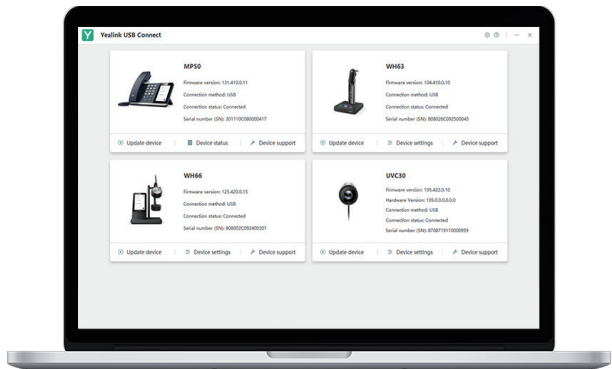 Y Yealink USB Connect
MP50
Firmware version: 131.410.0.11
Connection method: USB
Connection status: Connected
Serial number (SN): 301110C080000417
Update device
Device status
Device support
WH63
Firmware version: 104.410.0.10
Connection method: USB
Connection status: Connected
Serial number (SN): 808026C092500045
Update device
Device settings
Device support
WH66
Firmware version: 125.420.0.15
Connection method: USB
Connection status: Connected
Serial number (SN): 808002C092400301
Update device
Device settings
Device support
UVC30
Firmware version: 105.420.0.10
Hardware Version: 105.0.0.0.0.0.0
Connection method: USB
Connection status: Connected
Serial number (SN): 8708719110000959
Update device
Device settings
Device support